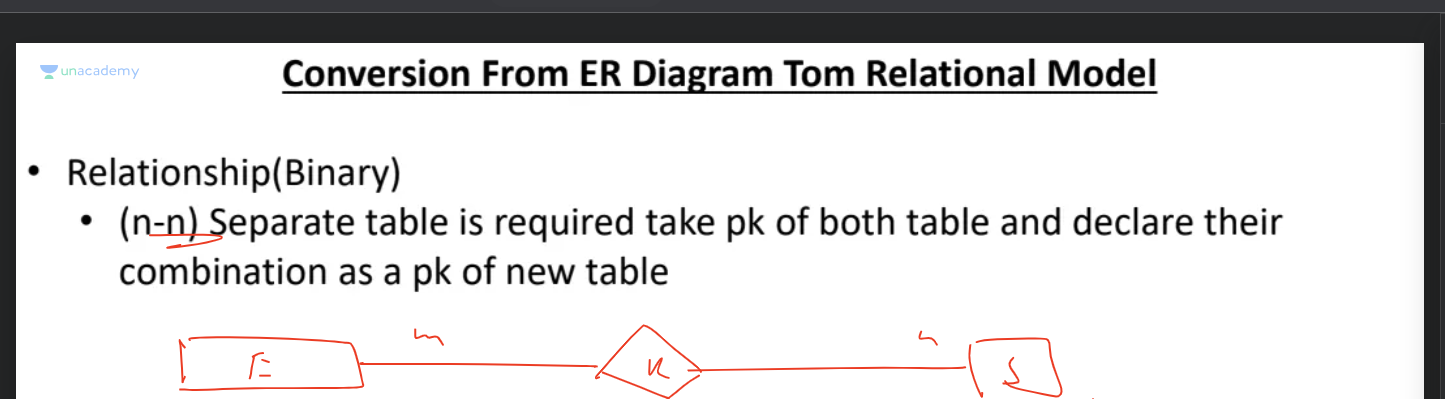 unacademy
Conversion From ER Diagram Tom Relational Model
• Relationship(Binary)
• (n-n) Separate table is required take pk of both table and declare their
combination as a pk of new table
m n
E R S